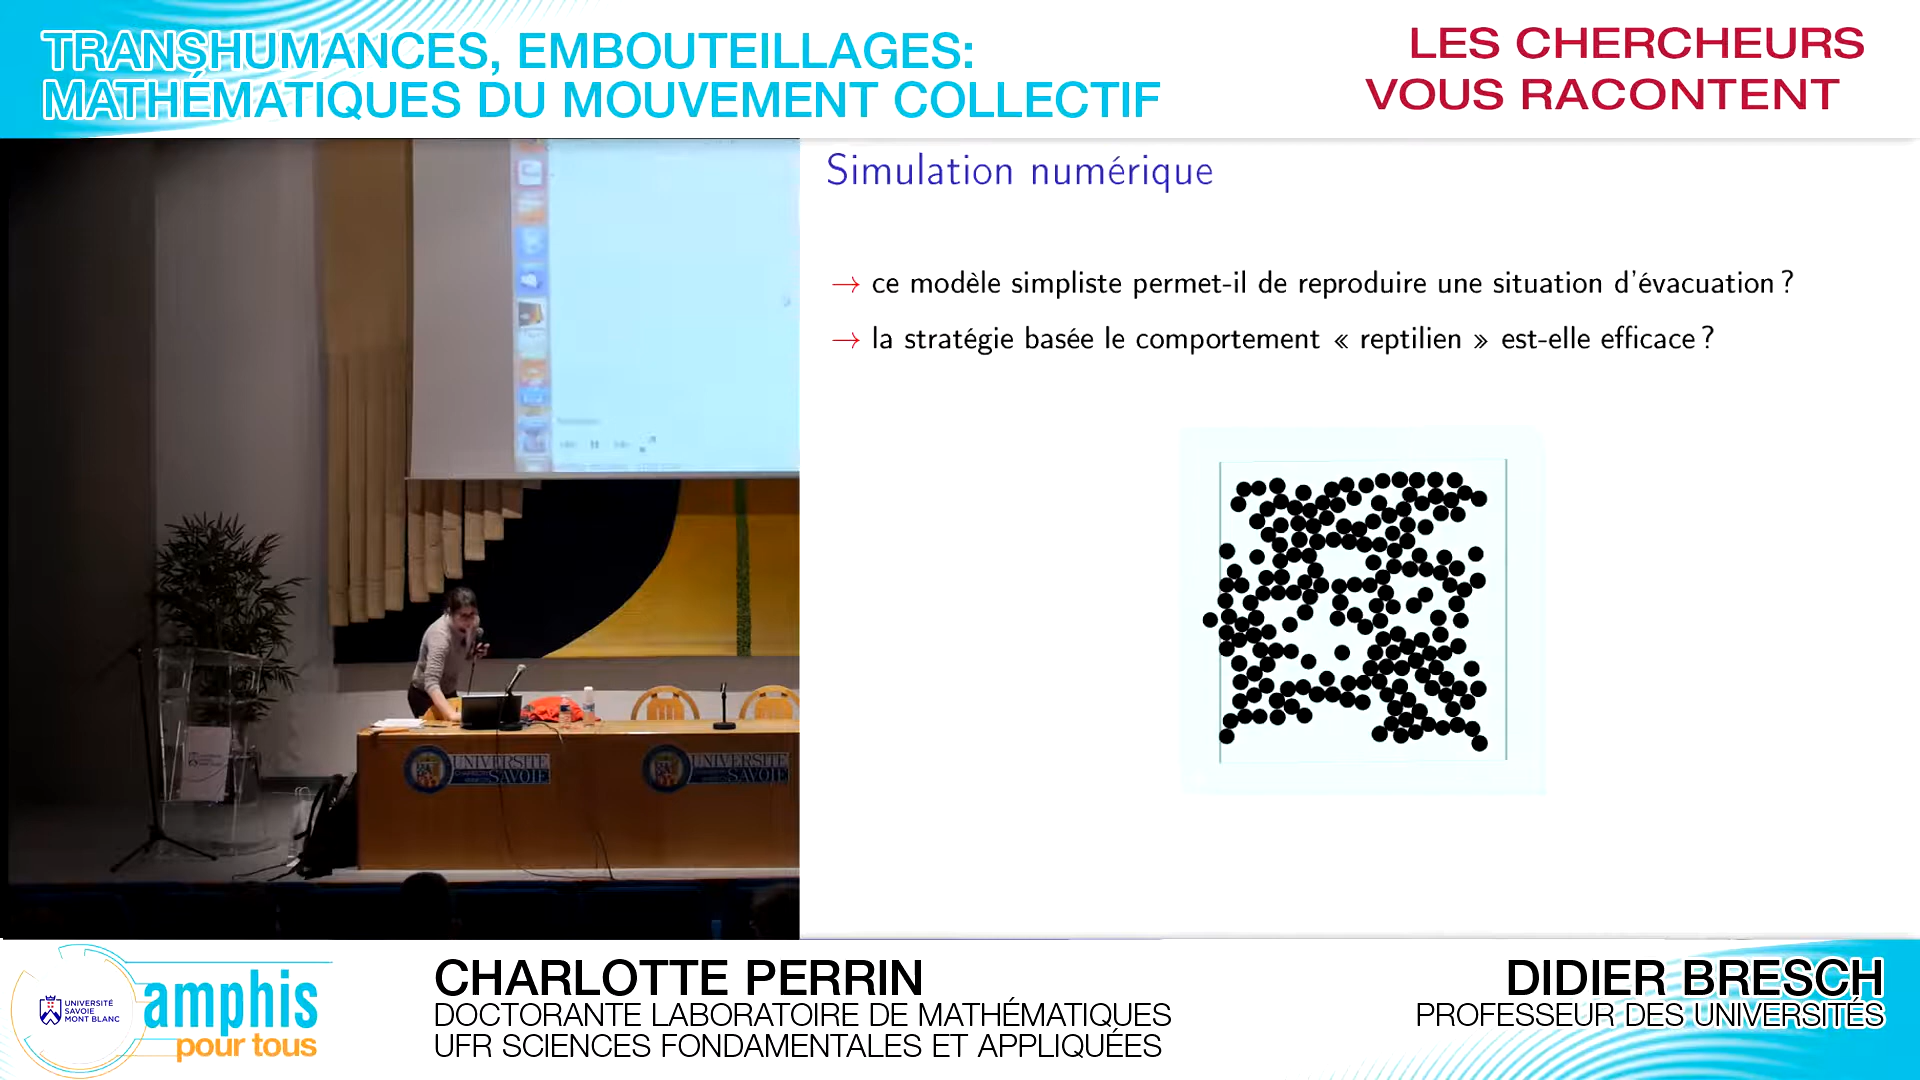 TRANSHUMANCES, EMBOUTEILLAGES:
MATHÉMATIQUES DU MOUVEMENT COLLECTIF
LES CHERCHEURS
VOUS RACONTENT
Simulation numérique
→ ce modèle simpliste permet-il de reproduire une situation d'évacuation ?
→ la stratégie basée le comportement « reptilien » est-elle efficace ?
UNIVERSITÉ
SAVOIE
UNIVERSITÉ
SAVOIE
UNIVERSITÉ
SAVOIE
MONT BLANC
amphis
pour tous
CHARLOTTE PERRIN
DOCTORANTE LABORATOIRE DE MATHÉMATIQUES
UFR SCIENCES FONDAMENTALES ET APPLIQUÉES
DIDIER BRESCH
PROFESSEUR DES UNIVERSITÉS